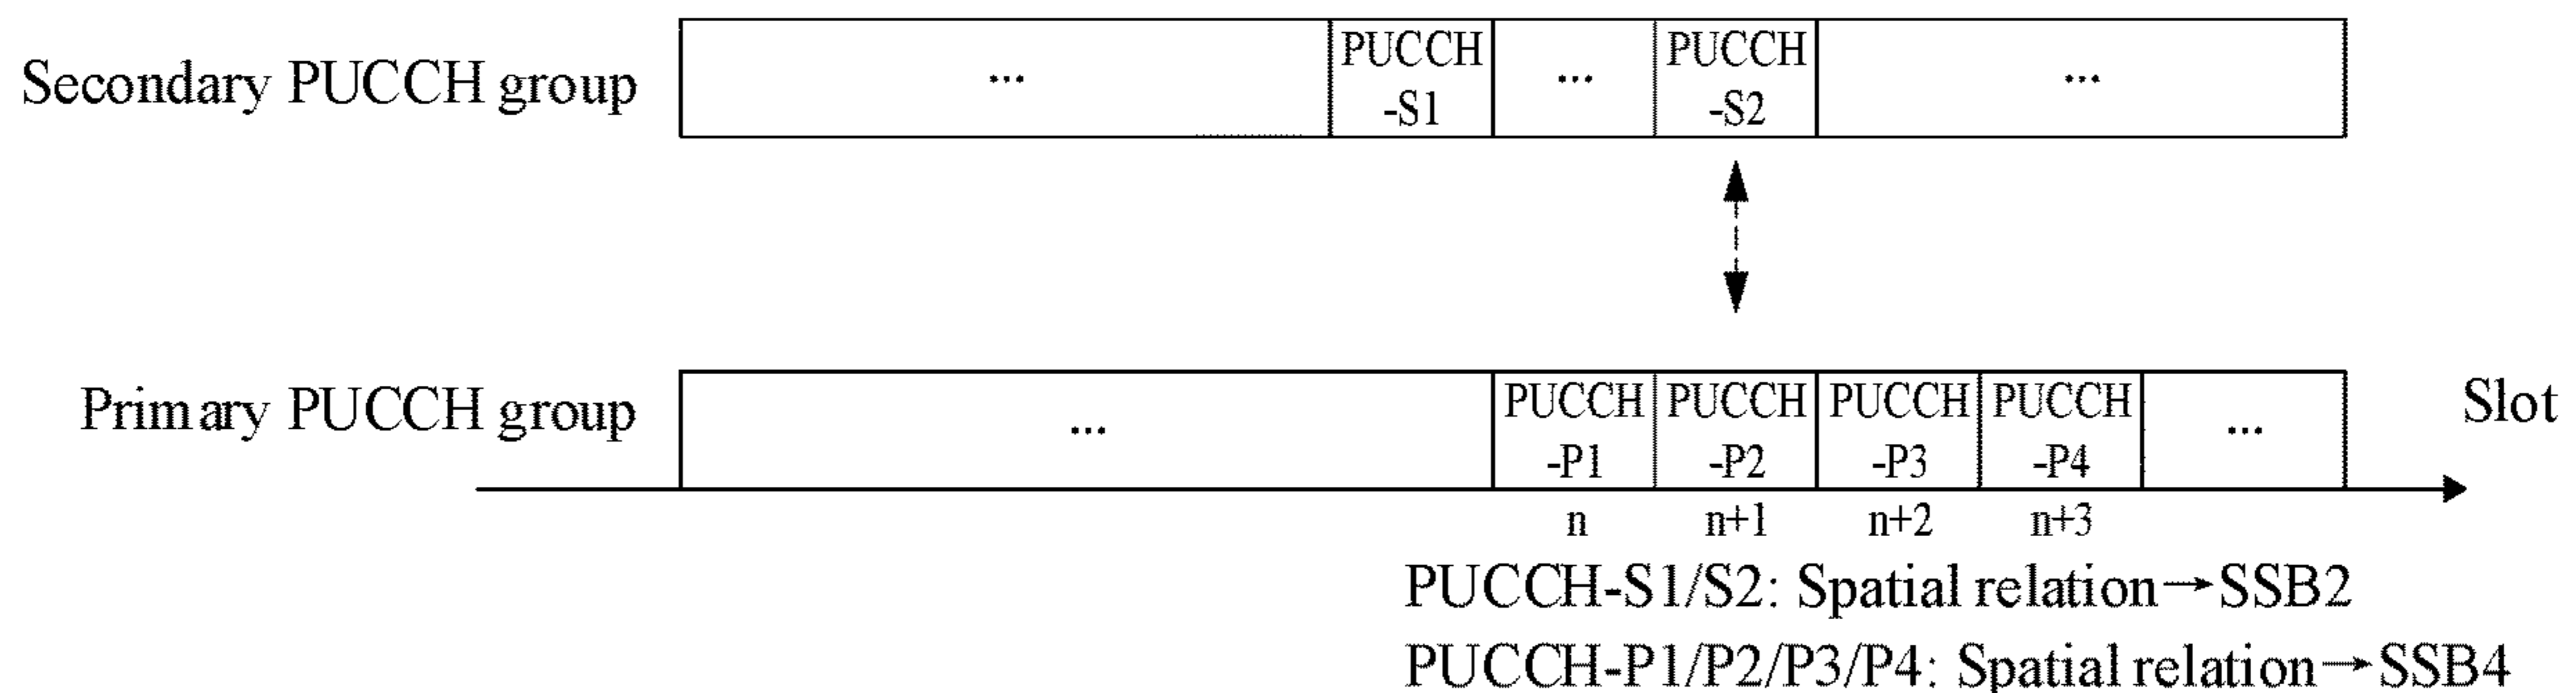 Secondary PUCCH group
...
PUCCH
-S1
...
PUCCH
-S2
...
Primary PUCCH group
...
PUCCH
-P1
PUCCH
-P2
PUCCH
-P3
PUCCH
-P4
...
Slot
n
n+1
n+2
n+3
PUCCH-S1/S2: Spatial relation→SSB2
PUCCH-P1/P2/P3/P4: Spatial relation→SSB4